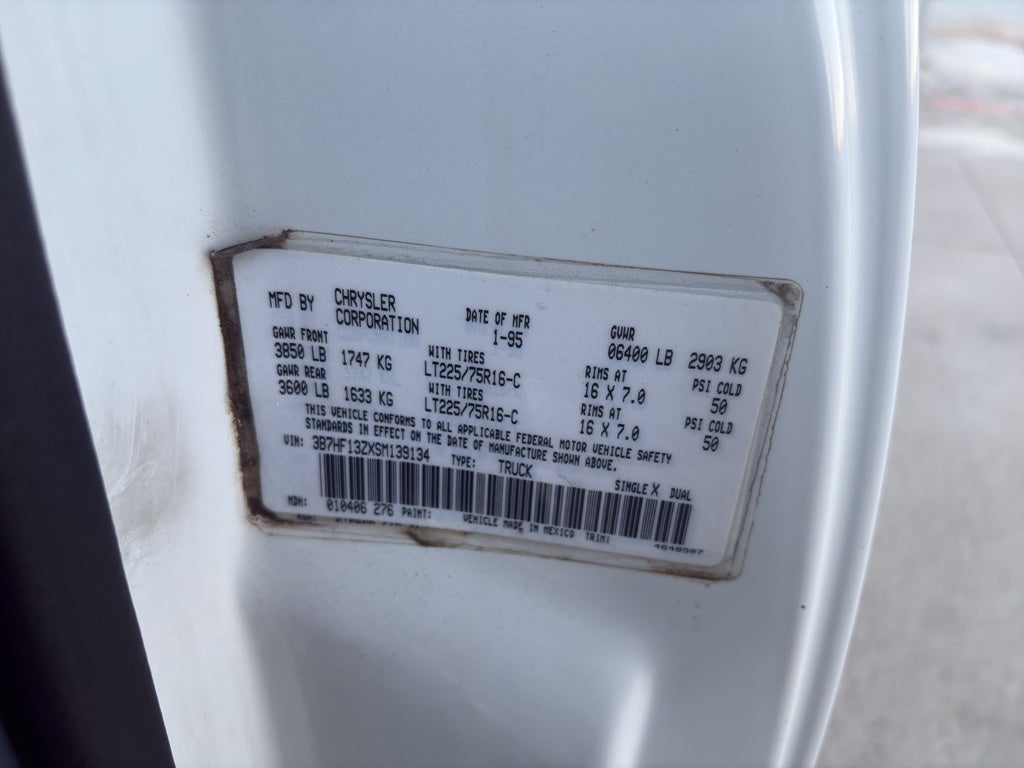 MFD BY CHRYSLER CORPORATION DATE OF MFR 1-95 GVWR 06400 LB 2903 KG
GAWR FRONT WITH TIRES RIMS AT PSI COLD
3850 LB 1747 KG LT225/75R16-C 16 X 7.0 50
GAWR REAR WITH TIRES RIMS AT PSI COLD
3600 LB 1633 KG LT225/75R16-C 16 X 7.0 50
THIS VEHICLE CONFORMS TO ALL APPLICABLE FEDERAL MOTOR VEHICLE SAFETY
STANDARDS IN EFFECT ON THE DATE OF MANUFACTURE SHOWN ABOVE.
VIN: 3B7HF13ZXSM139134 TYPE: TRUCK SINGLE X DUAL
MDH: 010406 276 PAINT: VEHICLE MADE IN MEXICO TRIM: 4648507